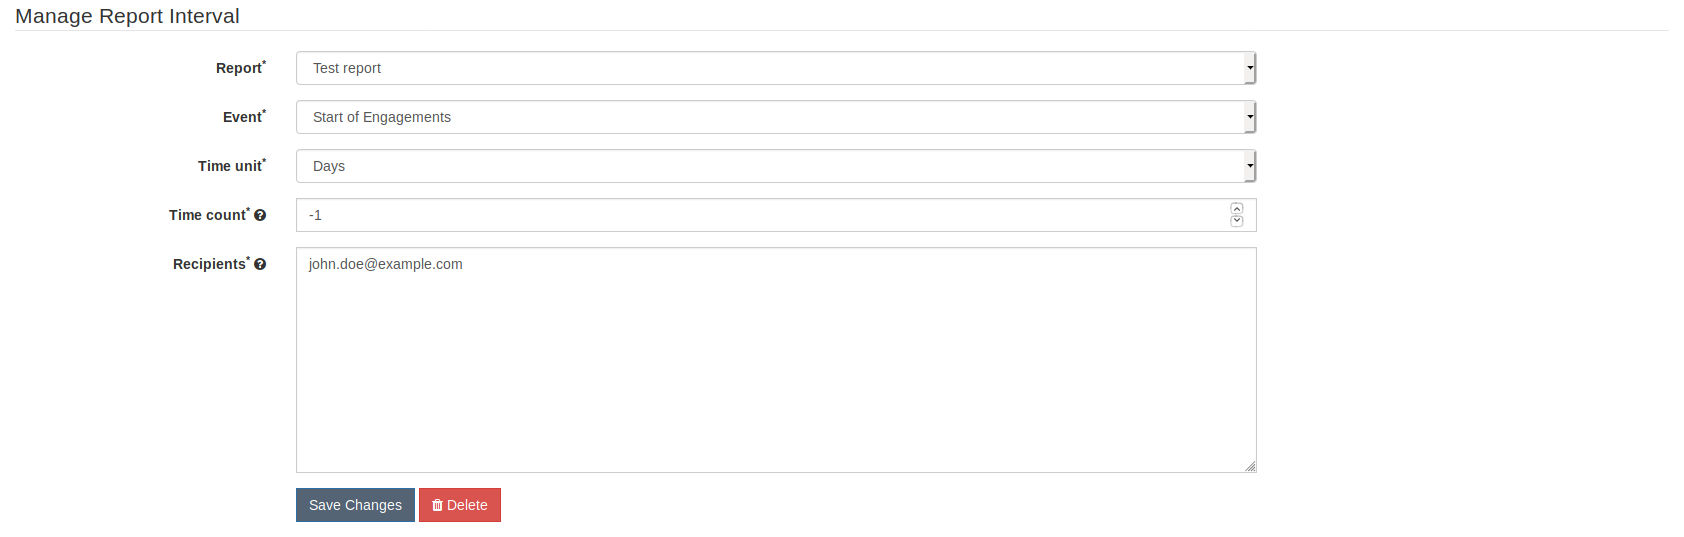 Manage Report Interval
Report* Test report
Event* Start of Engagements
Time unit* Days
Time count* -1
Recipients* john.doe@example.com
Save Changes Delete